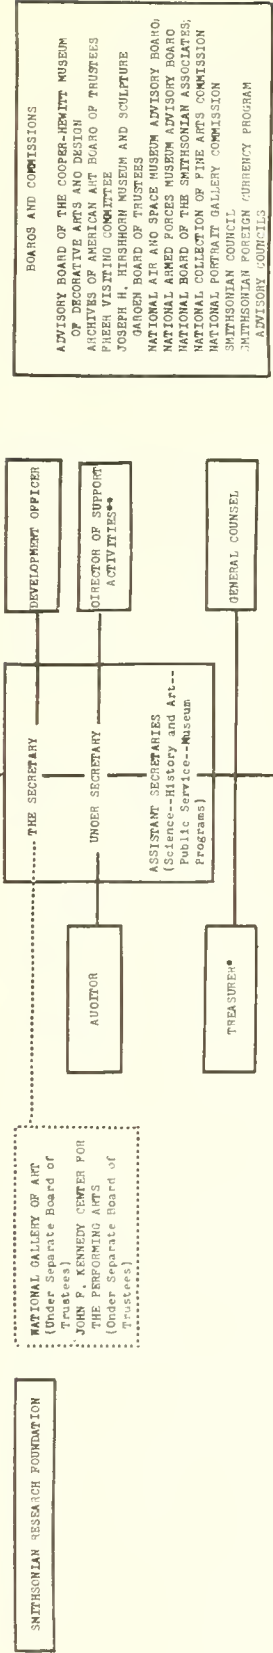 SMITHSONIAN RESEARCH FOUNDATION
NATIONAL GALLERY OF ART
(Under Separate Board of
Trustees)
JOHN F. KENNEDY CENTER FOR
THE PERFORMING ARTS
(Under Separate Board of
Trustees)
AUDITOR
TREASURER*
THE SECRETARY
UNDER SECRETARY
ASSISTANT SECRETARIES
(Science--History and Art--
Public Service--Museum
Programs)
DEVELOPMENT OFFICER
DIRECTOR OF SUPPORT
ACTIVITIES**
GENERAL COUNSEL
BOARDS AND COMMISSIONS
ADVISORY BOARD OF THE COOPER-HEWITT MUSEUM
OF DECORATIVE ARTS AND DESIGN
ARCHIVES OF AMERICAN ART BOARD OF TRUSTEES
FREER VISITING COMMITTEE
JOSEPH H. HIRSHHORN MUSEUM AND SCULPTURE
GARDEN BOARD OF TRUSTEES
NATIONAL AIR AND SPACE MUSEUM ADVISORY BOARD;
NATIONAL ARMED FORCES MUSEUM ADVISORY BOARD
NATIONAL BOARD OF THE SMITHSONIAN ASSOCIATES;
NATIONAL COLLECTION OF FINE ARTS COMMISSION
NATIONAL PORTRAIT GALLERY COMMISSION
SMITHSONIAN COUNCIL
SMITHSONIAN FOREIGN CURRENCY PROGRAM
ADVISORY COUNCILS